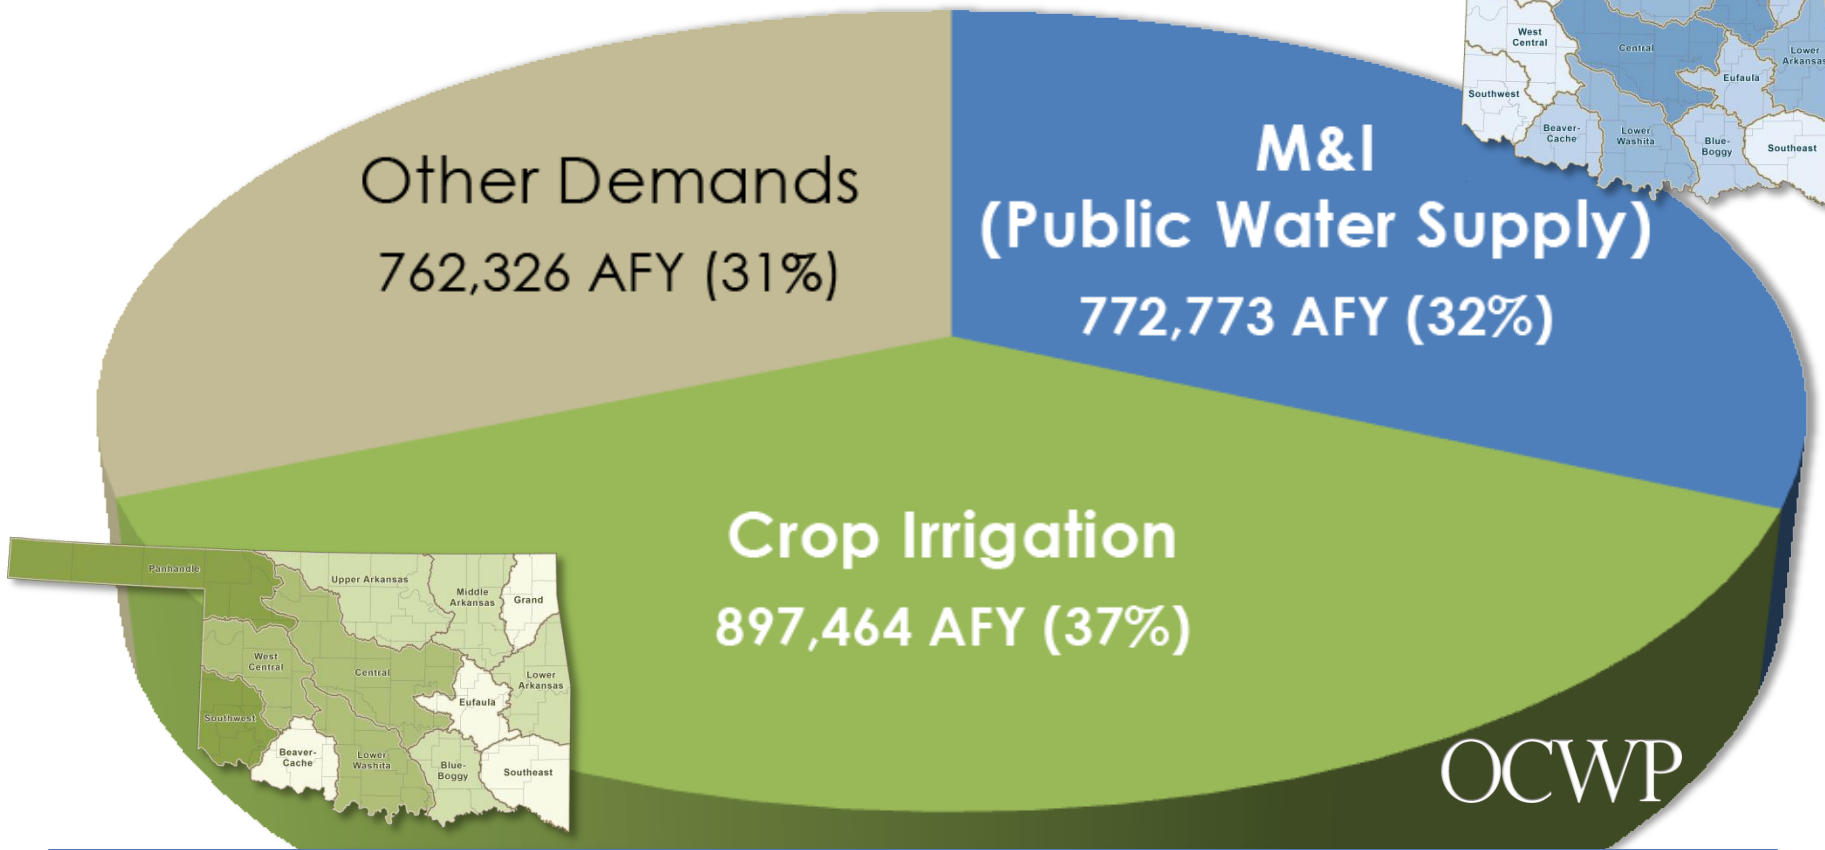 Other Demands
762,326 AFY (31%)
M&I
(Public Water Supply)
772,773 AFY (32%)
Crop Irrigation
897,464 AFY (37%)
West
Central
Central
Lower
Arkansas
Eufaula
Southwest
Beaver-
Cache
Lower
Washita
Blue-
Boggy
Southeast
Panhandle
Upper Arkansas
Middle
Arkansas
Grand
West
Central
Central
Lower
Arkansas
Eufaula
Southwest
Beaver-
Cache
Lower
Washita
Blue-
Boggy
Southeast
OCWP